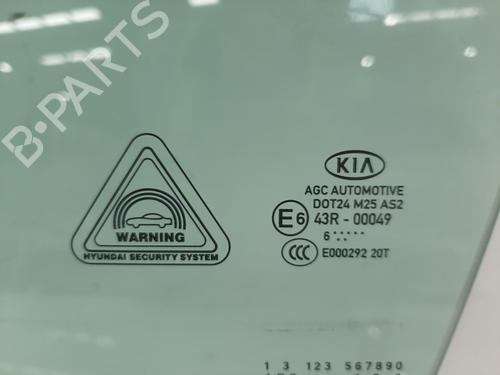 B-PARTS
WARNING
HYUNDAI SECURITY SYSTEM
KIA
AGC AUTOMOTIVE
DOT24 M25 AS2
E6 43R - 00049
6 .....
CCC E000292 20T
1 3 123 567890